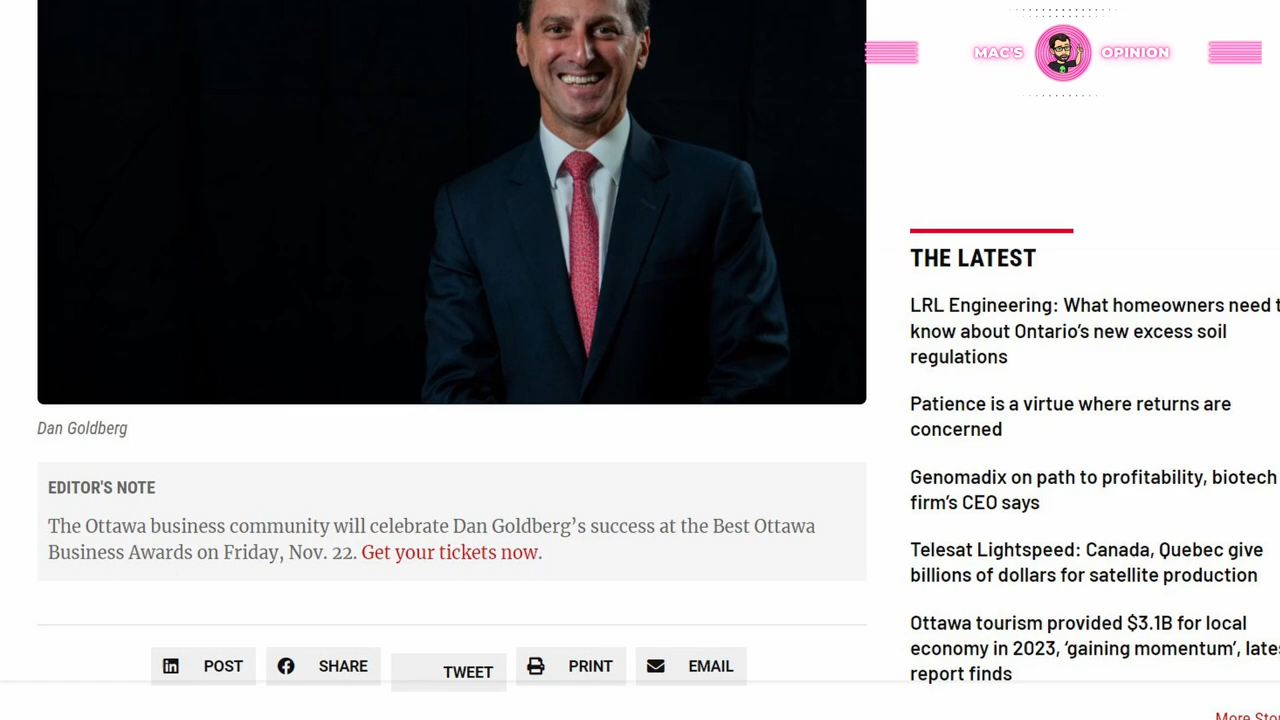 MAC'S OPINION
Dan Goldberg
EDITOR'S NOTE
The Ottawa business community will celebrate Dan Goldberg’s success at the Best Ottawa
Business Awards on Friday, Nov. 22. Get your tickets now.
POST
SHARE
TWEET
PRINT
EMAIL
THE LATEST
LRL Engineering: What homeowners need t
know about Ontario’s new excess soil
regulations
Patience is a virtue where returns are
concerned
Genomadix on path to profitability, biotech
firm’s CEO says
Telesat Lightspeed: Canada, Quebec give
billions of dollars for satellite production
Ottawa tourism provided $3.1B for local
economy in 2023, ‘gaining momentum’, lates
report finds
More Stor